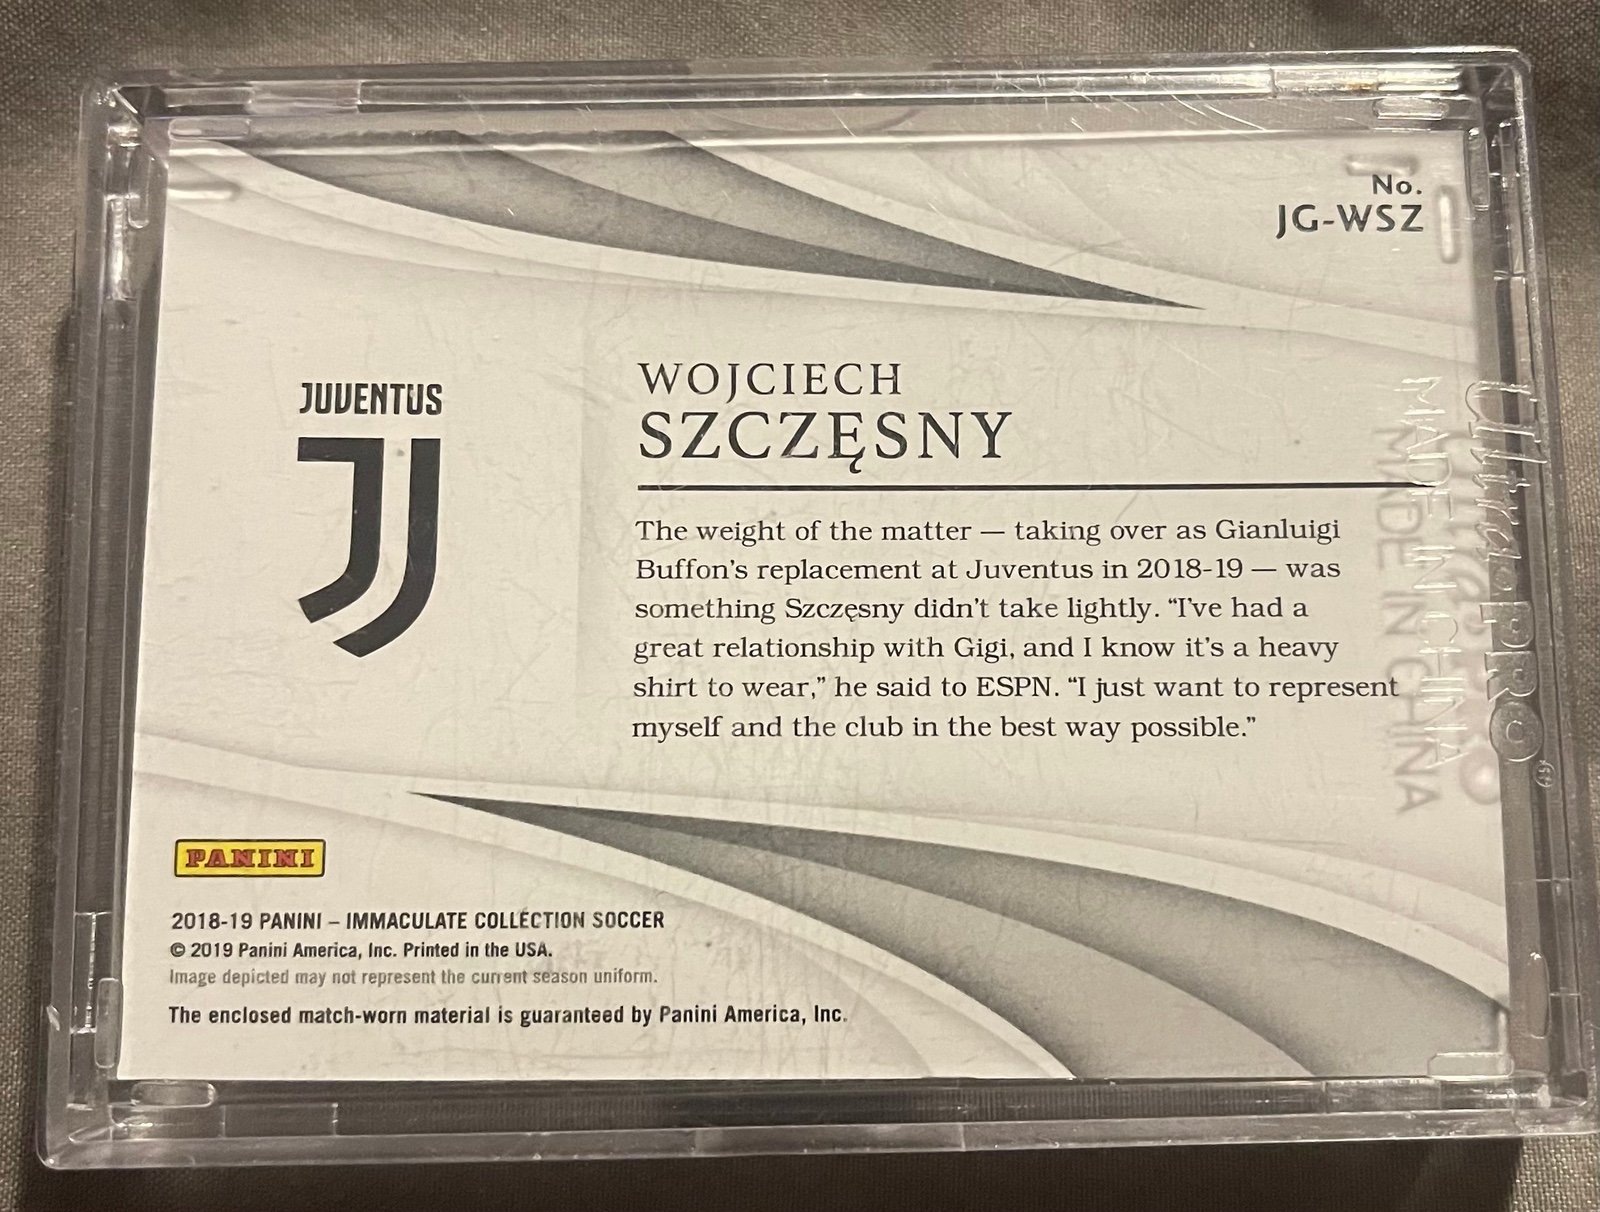 No.
JG-WSZ
JUVENTUS
WOJCIECH
SZCZĘSNY
The weight of the matter — taking over as Gianluigi
Buffon's replacement at Juventus in 2018-19 — was
something Szczęsny didn't take lightly. “I've had a
great relationship with Gigi, and I know it's a heavy
shirt to wear,” he said to ESPN. “I just want to represent
myself and the club in the best way possible.”
PANINI
2018-19 PANINI – IMMACULATE COLLECTION SOCCER
© 2019 Panini America, Inc. Printed in the USA.
Image depicted may not represent the current season uniform.
The enclosed match-worn material is guaranteed by Panini America, Inc.
Ultra•PRO®
MADE IN CHINA